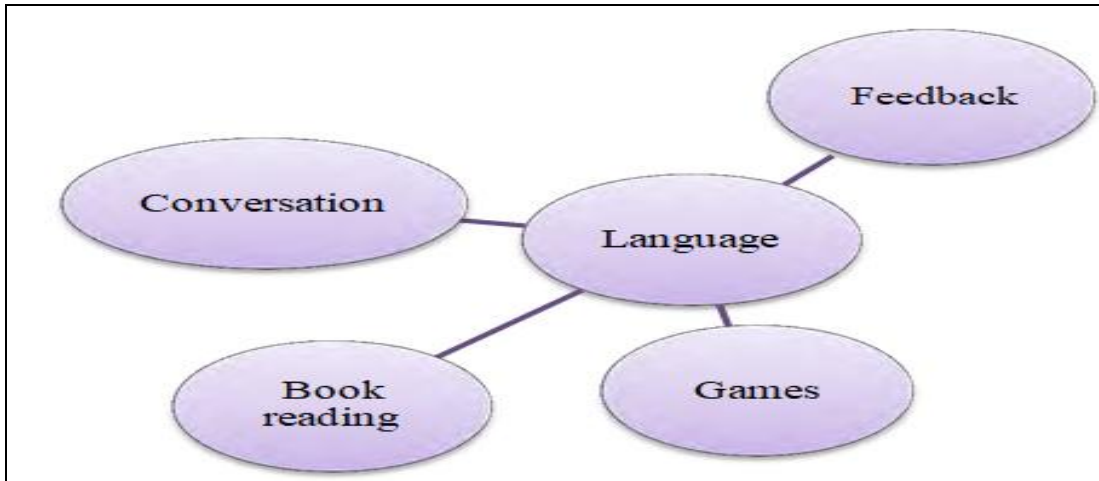 Feedback
Conversation
Language
Book
reading
Games